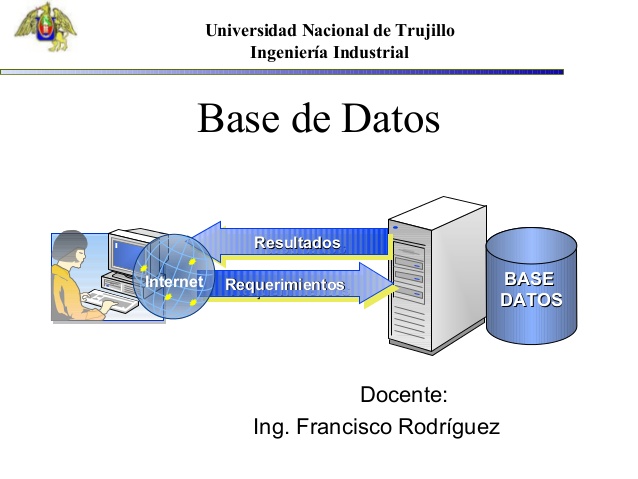 Universidad Nacional de Trujillo
Ingeniería Industrial
Base de Datos
Resultados
Internet
Requerimientos
BASE
DATOS
Docente:
Ing. Francisco Rodríguez